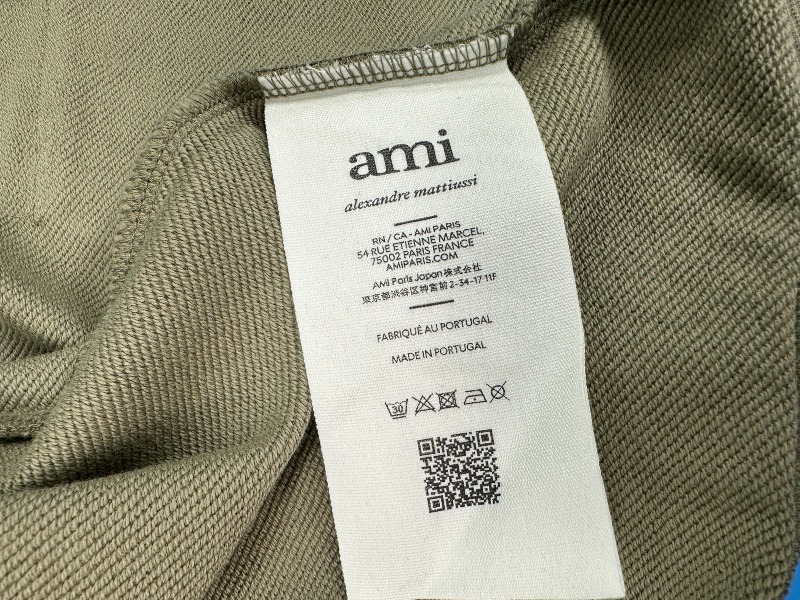 ami
alexandre mattiussi
RN / CA - AMI PARIS
54 RUE ETIENNE MARCEL,
75002 PARIS FRANCE
AMIPARIS.COM
AMI Paris Japan 株式会社
東京都渋谷区神宮前2-34-17 11F
FABRIQUÉ AU PORTUGAL
MADE IN PORTUGAL
30